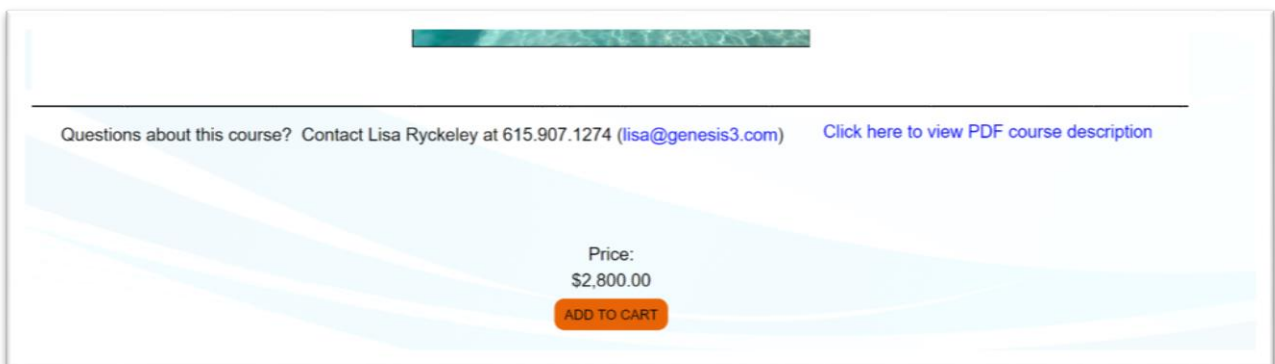 Questions about this course? Contact Lisa Ryckeley at 615.907.1274 (lisa@genesis3.com)
Click here to view PDF course description
Price:
$2,800.00
ADD TO CART